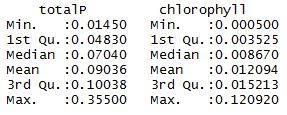 totalP chlorophyll
Min. :0.01450 Min. :0.000500
1st Qu.:0.04830 1st Qu.:0.003525
Median :0.07040 Median :0.008670
Mean :0.09036 Mean :0.012094
3rd Qu.:0.10038 3rd Qu.:0.015213
Max. :0.35500 Max. :0.120920